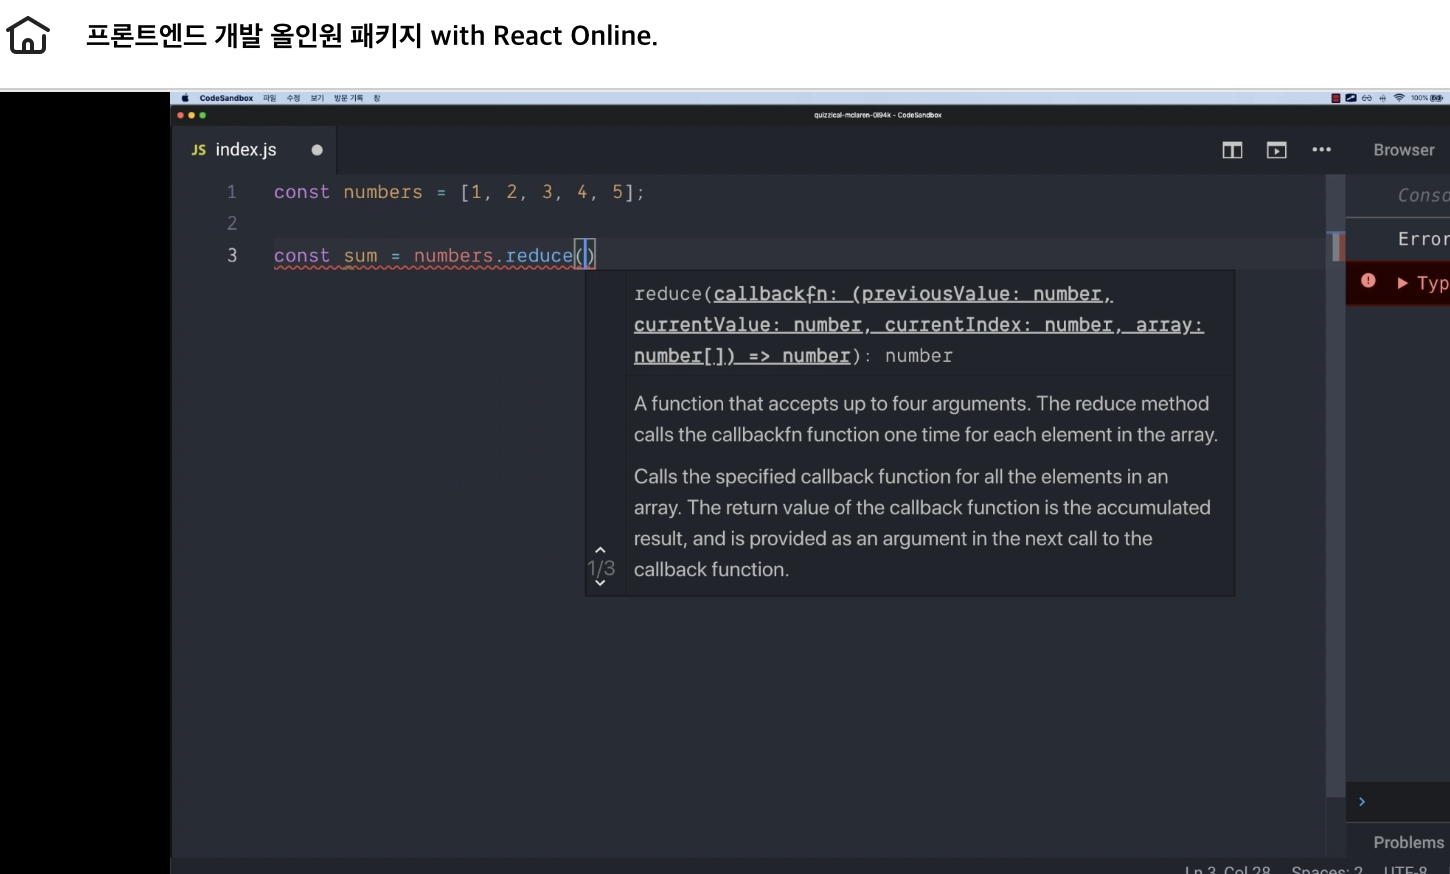 프론트엔드 개발 올인원 패키지 with React Online.
CodeSandbox 파일 수정 보기 방문 기록 창
100%
quizzical-mclaren-0l94k - CodeSandbox
JS index.js
Browser
1 const numbers = [1, 2, 3, 4, 5];
Conso
2
Error
3 const sum = numbers.reduce()
Typ
reduce(callbackfn: (previousValue: number,
currentValue: number, currentIndex: number, array:
number[]) => number): number
A function that accepts up to four arguments. The reduce method
calls the callbackfn function one time for each element in the array.
Calls the specified callback function for all the elements in an
array. The return value of the callback function is the accumulated
result, and is provided as an argument in the next call to the
1/3
callback function.
Problems
Ln 3, Col 28 Spaces: 2 UTF-8